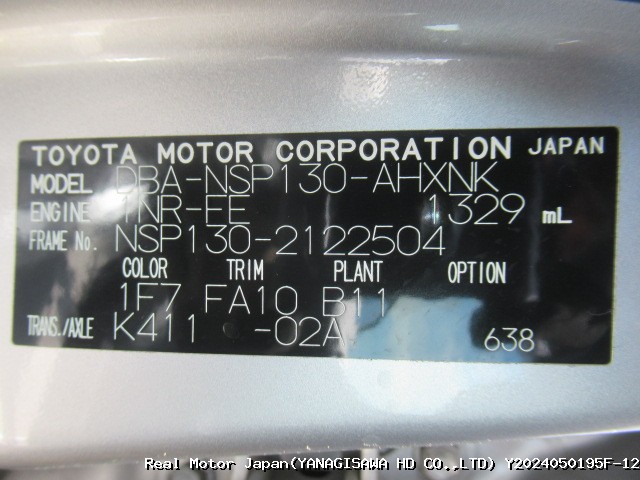 TOYOTA MOTOR CORPORATION JAPAN
MODEL DBA-NSP130-AHXNK
ENGINE 1NR-FE 1329 mL
FRAME No. NSP130-2122504
COLOR TRIM PLANT OPTION
1F7 FA10 B11
TRANS./AXLE K411 -02A 638
Real Motor Japan(YANAGISAWA HD CO.,LTD) Y2024050195F-12